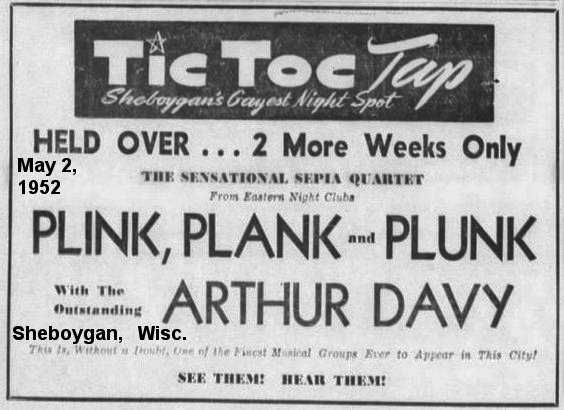 Tic Toc Tap
Sheboygan's Gayest Night Spot
HELD OVER . . . 2 More Weeks Only
May 2,
1952
THE SENSATIONAL SEPIA QUARTET
From Eastern Night Clubs
PLINK, PLANK and PLUNK
With The
Outstanding
ARTHUR DAVY
Sheboygan, Wisc.
This Is, Without a Doubt, One of the Finest Musical Groups Ever to Appear in This City!
SEE THEM! HEAR THEM!